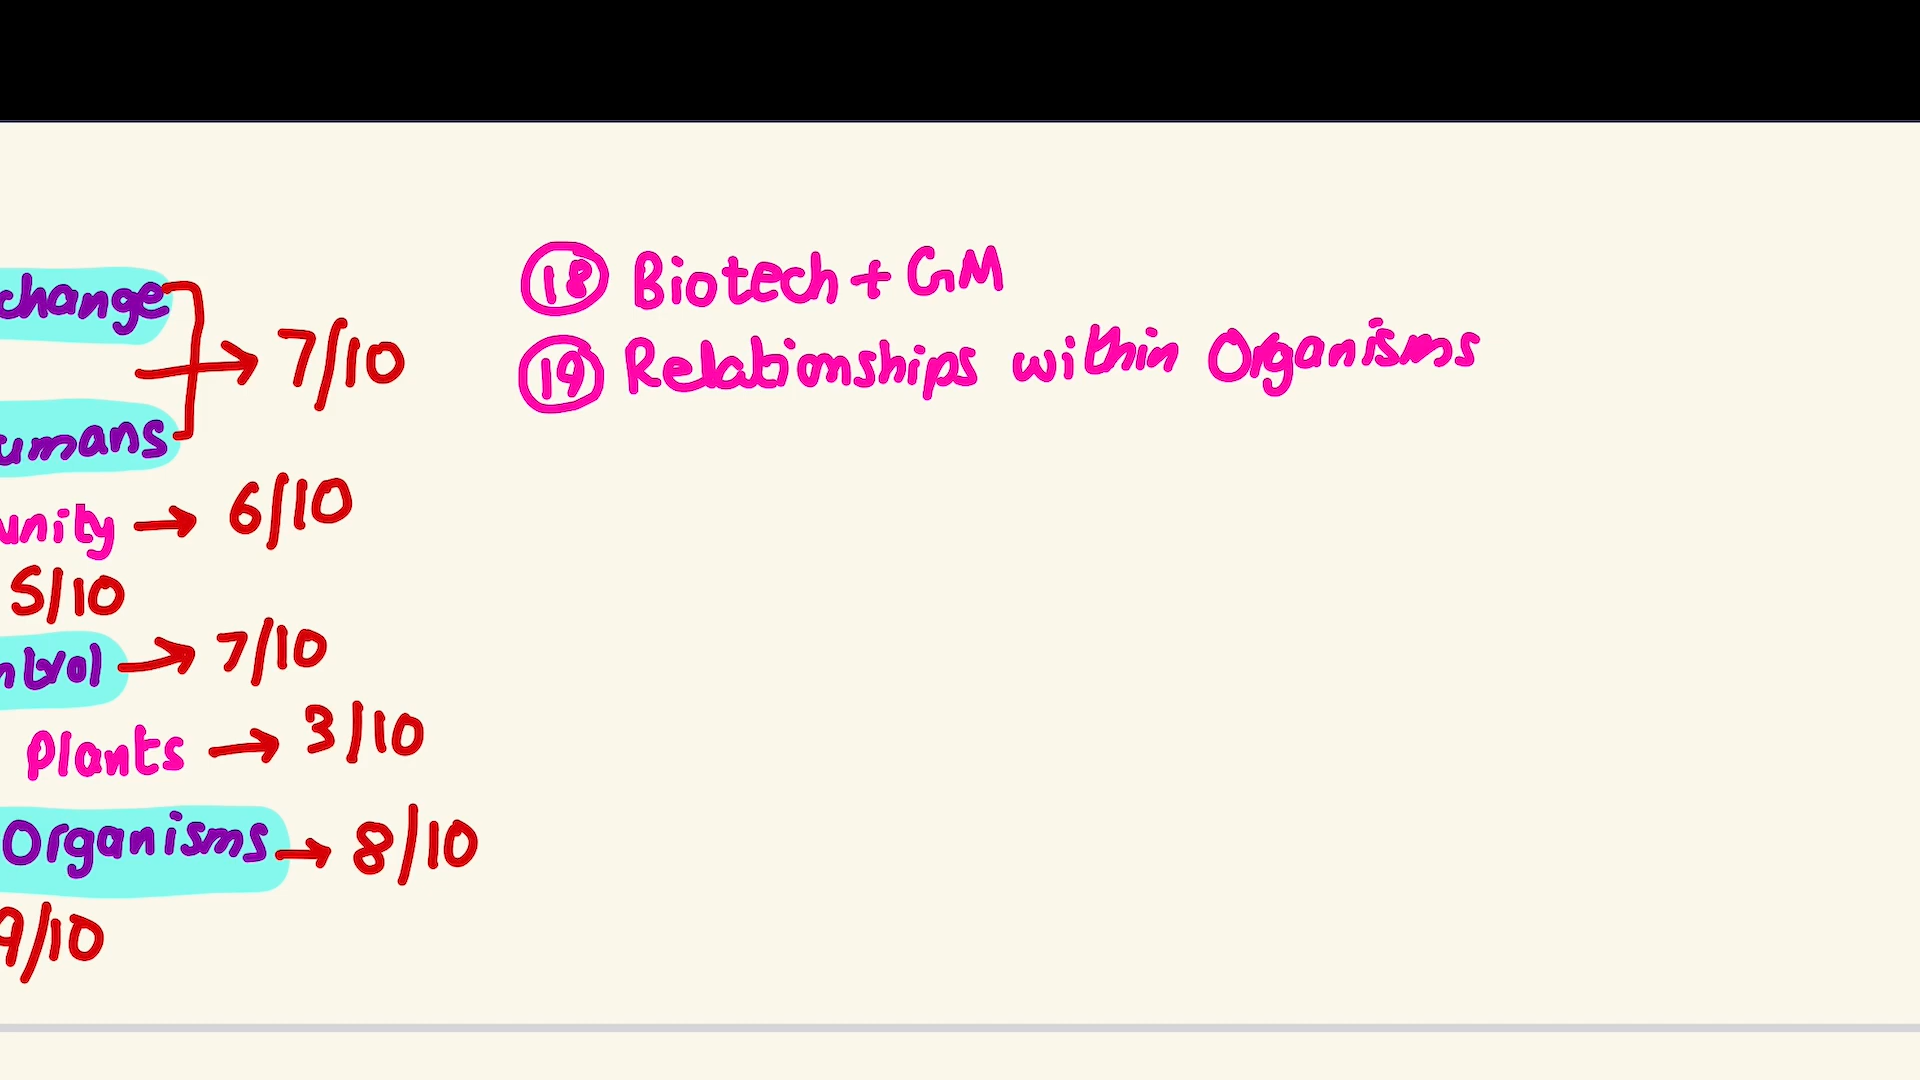 change
→ 7/10
umans
unity → 6/10
5/10
ntrol → 7/10
Plants → 3/10
Organisms → 8/10
9/10
18 Biotech + GM
19 Relationships within Organisms